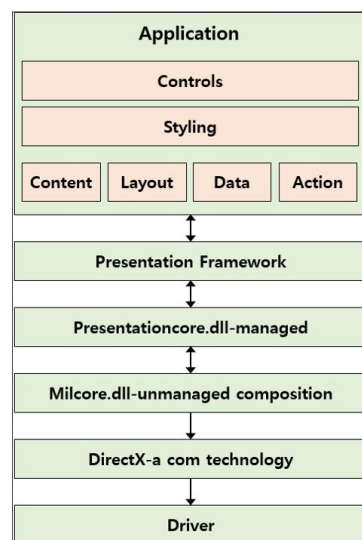 Application
Controls
Styling
Content Layout Data Action
Presentation Framework
Presentationcore.dll-managed
Milcore.dll-unmanaged composition
DirectX-a com technology
Driver